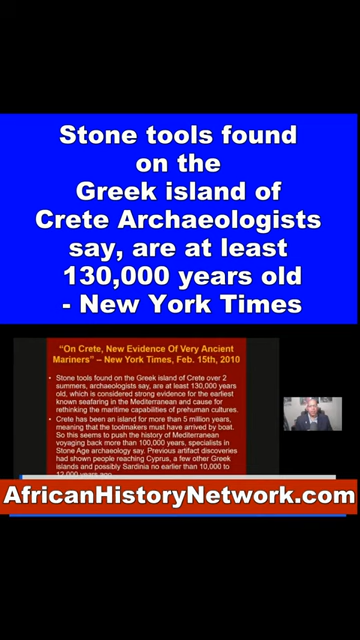 Stone tools found
on the
Greek island of
Crete Archaeologists
say, are at least
130,000 years old
- New York Times
"On Crete, New Evidence Of Very Ancient
Mariners" – New York Times, Feb. 15th, 2010
• Stone tools found on the Greek island of Crete over 2
summers, archaeologists say, are at least 130,000 years
old, which is considered strong evidence for the earliest
known seafaring in the Mediterranean and cause for
rethinking the maritime capabilities of prehuman cultures.
• Crete has been an island for more than 5 million years,
meaning that the toolmakers must have arrived by boat.
So this seems to push the history of Mediterranean
voyaging back more than 100,000 years, specialists in
Stone Age archaeology say. Previous artifact discoveries
had shown people reaching Cyprus, a few other Greek
islands and possibly Sardinia no earlier than 10,000 to
12,000 years ago
AfricanHistoryNetwork.com